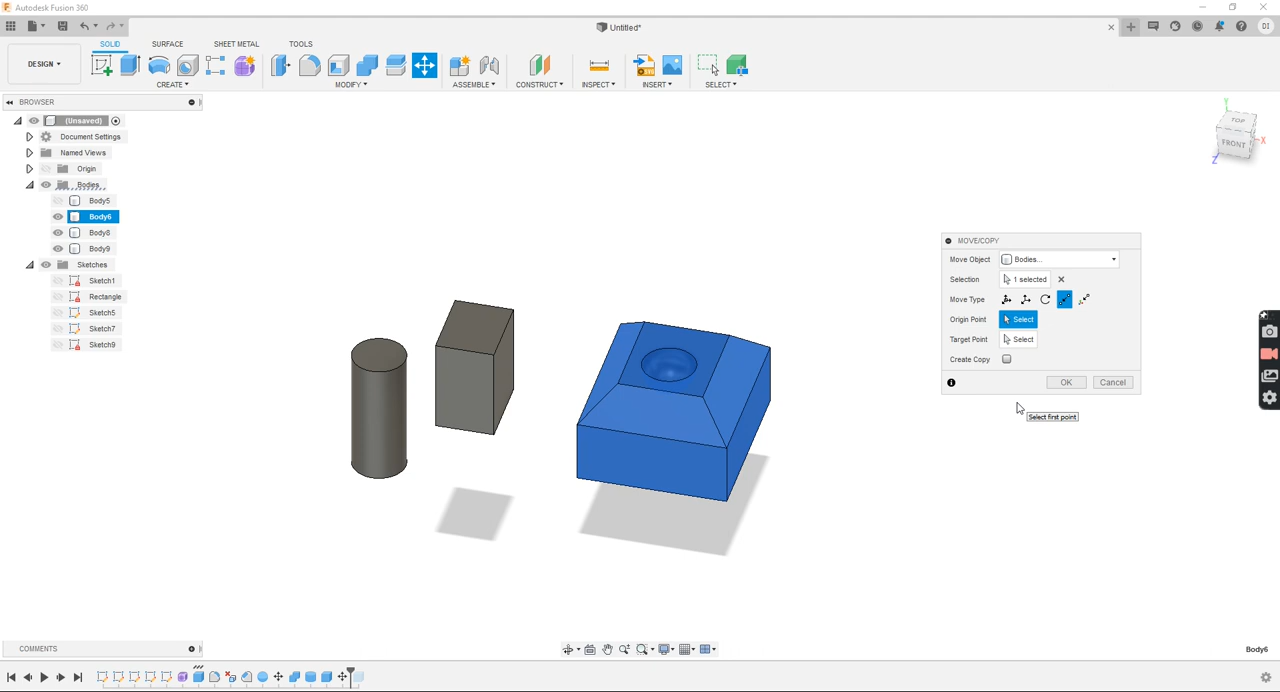 Autodesk Fusion 360
Untitled*
DI
DESIGN
SOLID
SURFACE
SHEET METAL
TOOLS
CREATE
MODIFY
ASSEMBLE
CONSTRUCT
INSPECT
INSERT
SELECT
BROWSER
(Unsaved)
Document Settings
Named Views
Origin
Bodies
Body5
Body6
Body8
Body9
Sketches
Sketch1
Rectangle
Sketch5
Sketch7
Sketch9
Y
TOP
FRONT
X
Z
MOVE/COPY
Move Object
Bodies...
Selection
1 selected
Move Type
Origin Point
Select
Target Point
Select
Create Copy
OK
Cancel
Select first point
COMMENTS
Body6